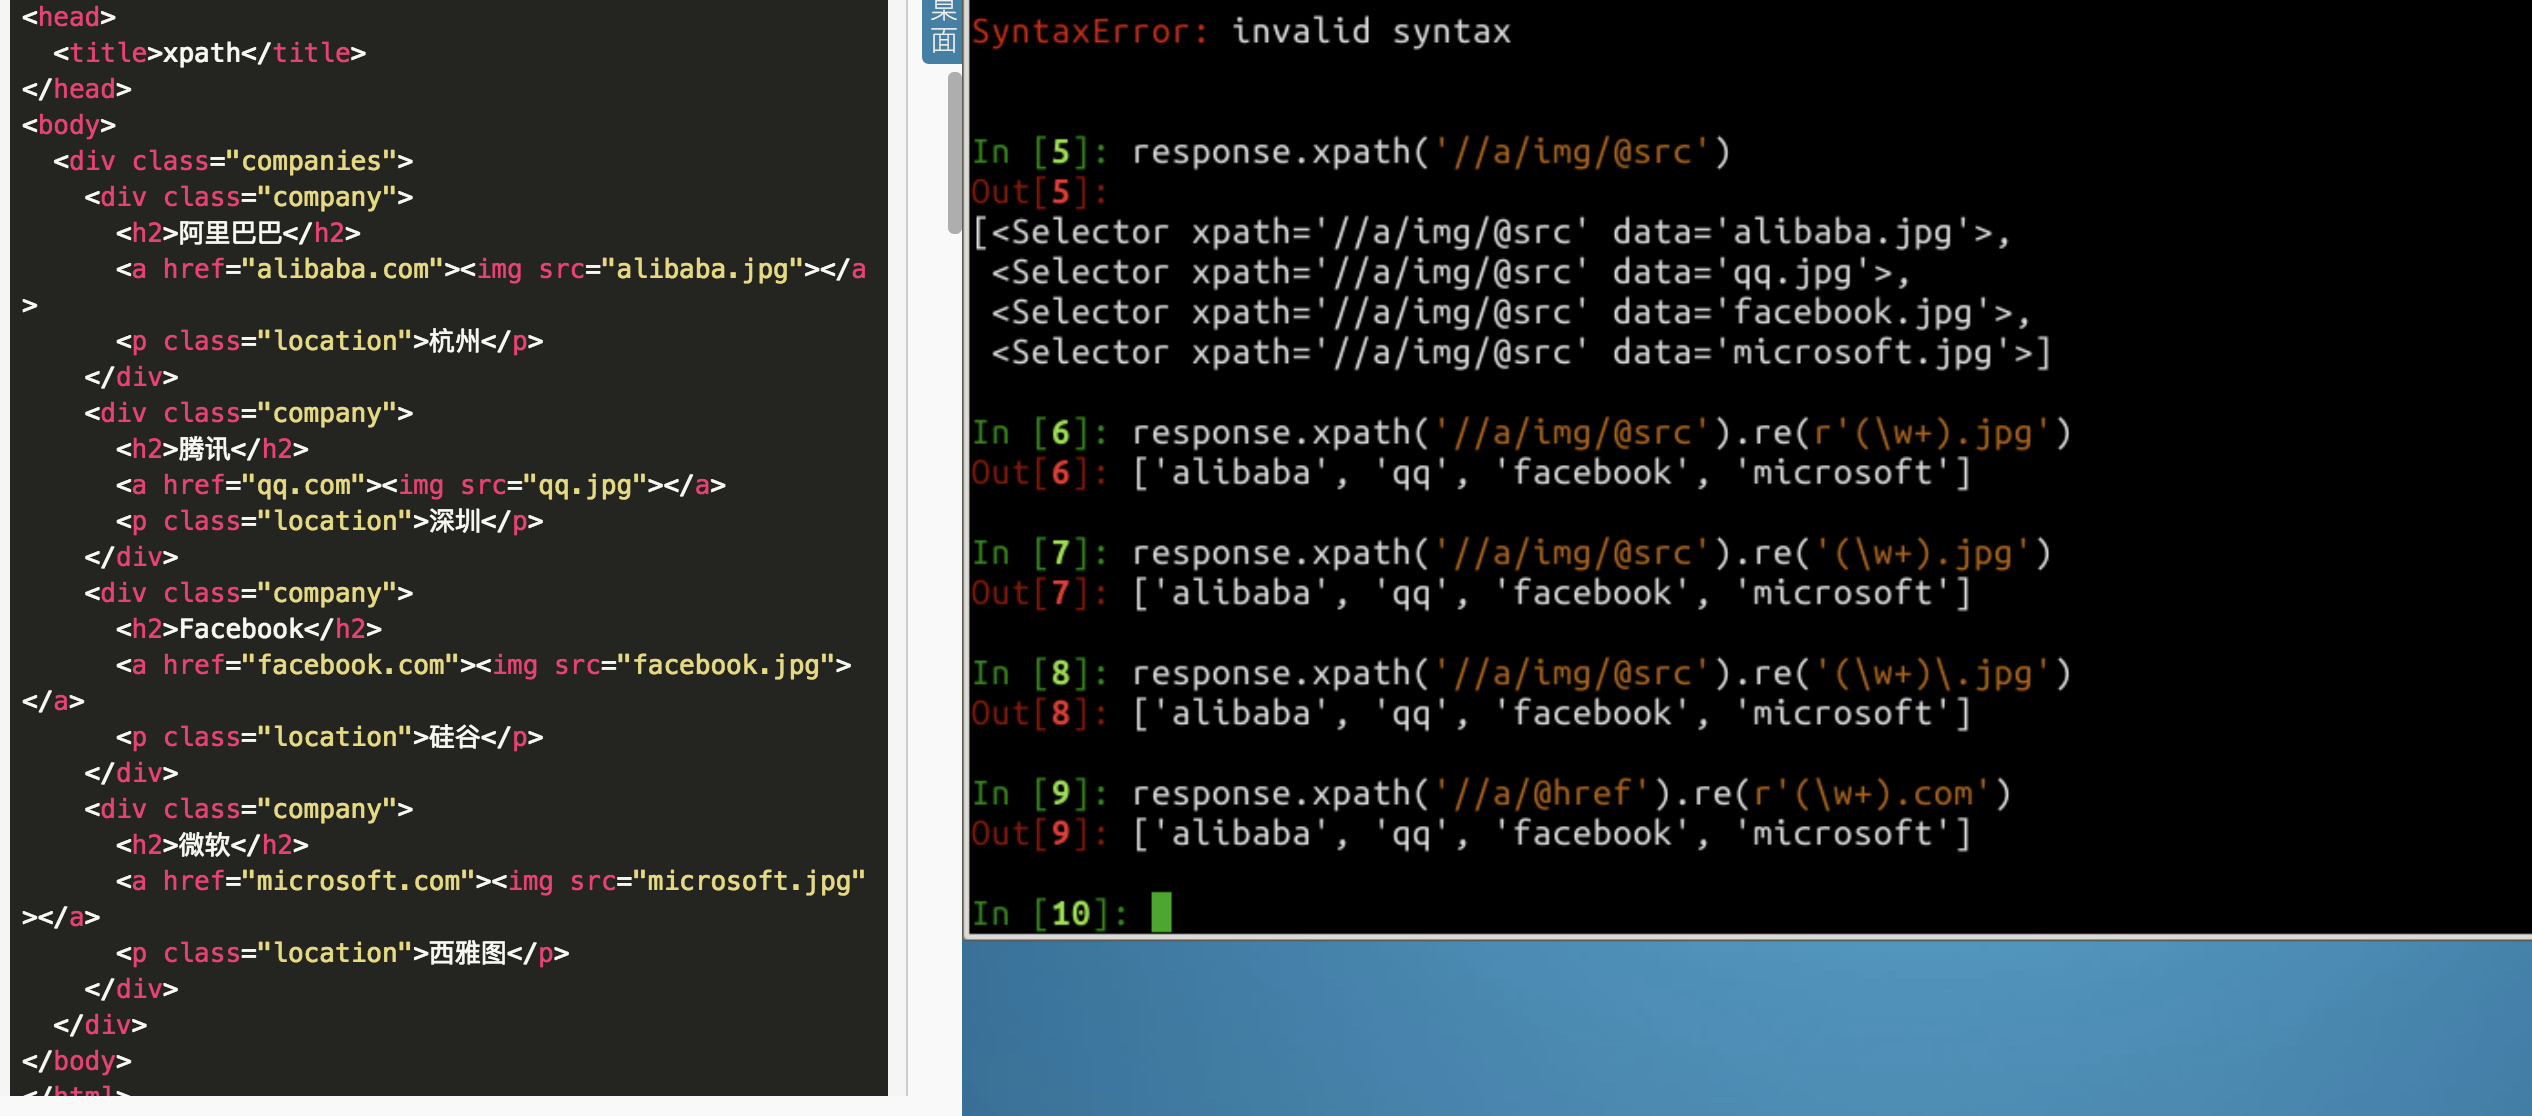 <head>
  <title>xpath</title>
</head>
<body>
  <div class="companies">
    <div class="company">
      <h2>阿里巴巴</h2>
      <a href="alibaba.com"><img src="alibaba.jpg"></a
>
      <p class="location">杭州</p>
    </div>
    <div class="company">
      <h2>腾讯</h2>
      <a href="qq.com"><img src="qq.jpg"></a>
      <p class="location">深圳</p>
    </div>
    <div class="company">
      <h2>Facebook</h2>
      <a href="facebook.com"><img src="facebook.jpg">
</a>
      <p class="location">硅谷</p>
    </div>
    <div class="company">
      <h2>微软</h2>
      <a href="microsoft.com"><img src="microsoft.jpg"
></a>
      <p class="location">西雅图</p>
    </div>
  </div>
</body>
</html>
桌
面
SyntaxError: invalid syntax
In [5]: response.xpath('//a/img/@src')
Out[5]:
[<Selector xpath='//a/img/@src' data='alibaba.jpg'>,
 <Selector xpath='//a/img/@src' data='qq.jpg'>,
 <Selector xpath='//a/img/@src' data='facebook.jpg'>,
 <Selector xpath='//a/img/@src' data='microsoft.jpg'>]
In [6]: response.xpath('//a/img/@src').re(r'(\w+).jpg')
Out[6]: ['alibaba', 'qq', 'facebook', 'microsoft']
In [7]: response.xpath('//a/img/@src').re('(\w+).jpg')
Out[7]: ['alibaba', 'qq', 'facebook', 'microsoft']
In [8]: response.xpath('//a/img/@src').re('(\w+)\.jpg')
Out[8]: ['alibaba', 'qq', 'facebook', 'microsoft']
In [9]: response.xpath('//a/@href').re(r'(\w+).com')
Out[9]: ['alibaba', 'qq', 'facebook', 'microsoft']
In [10]: